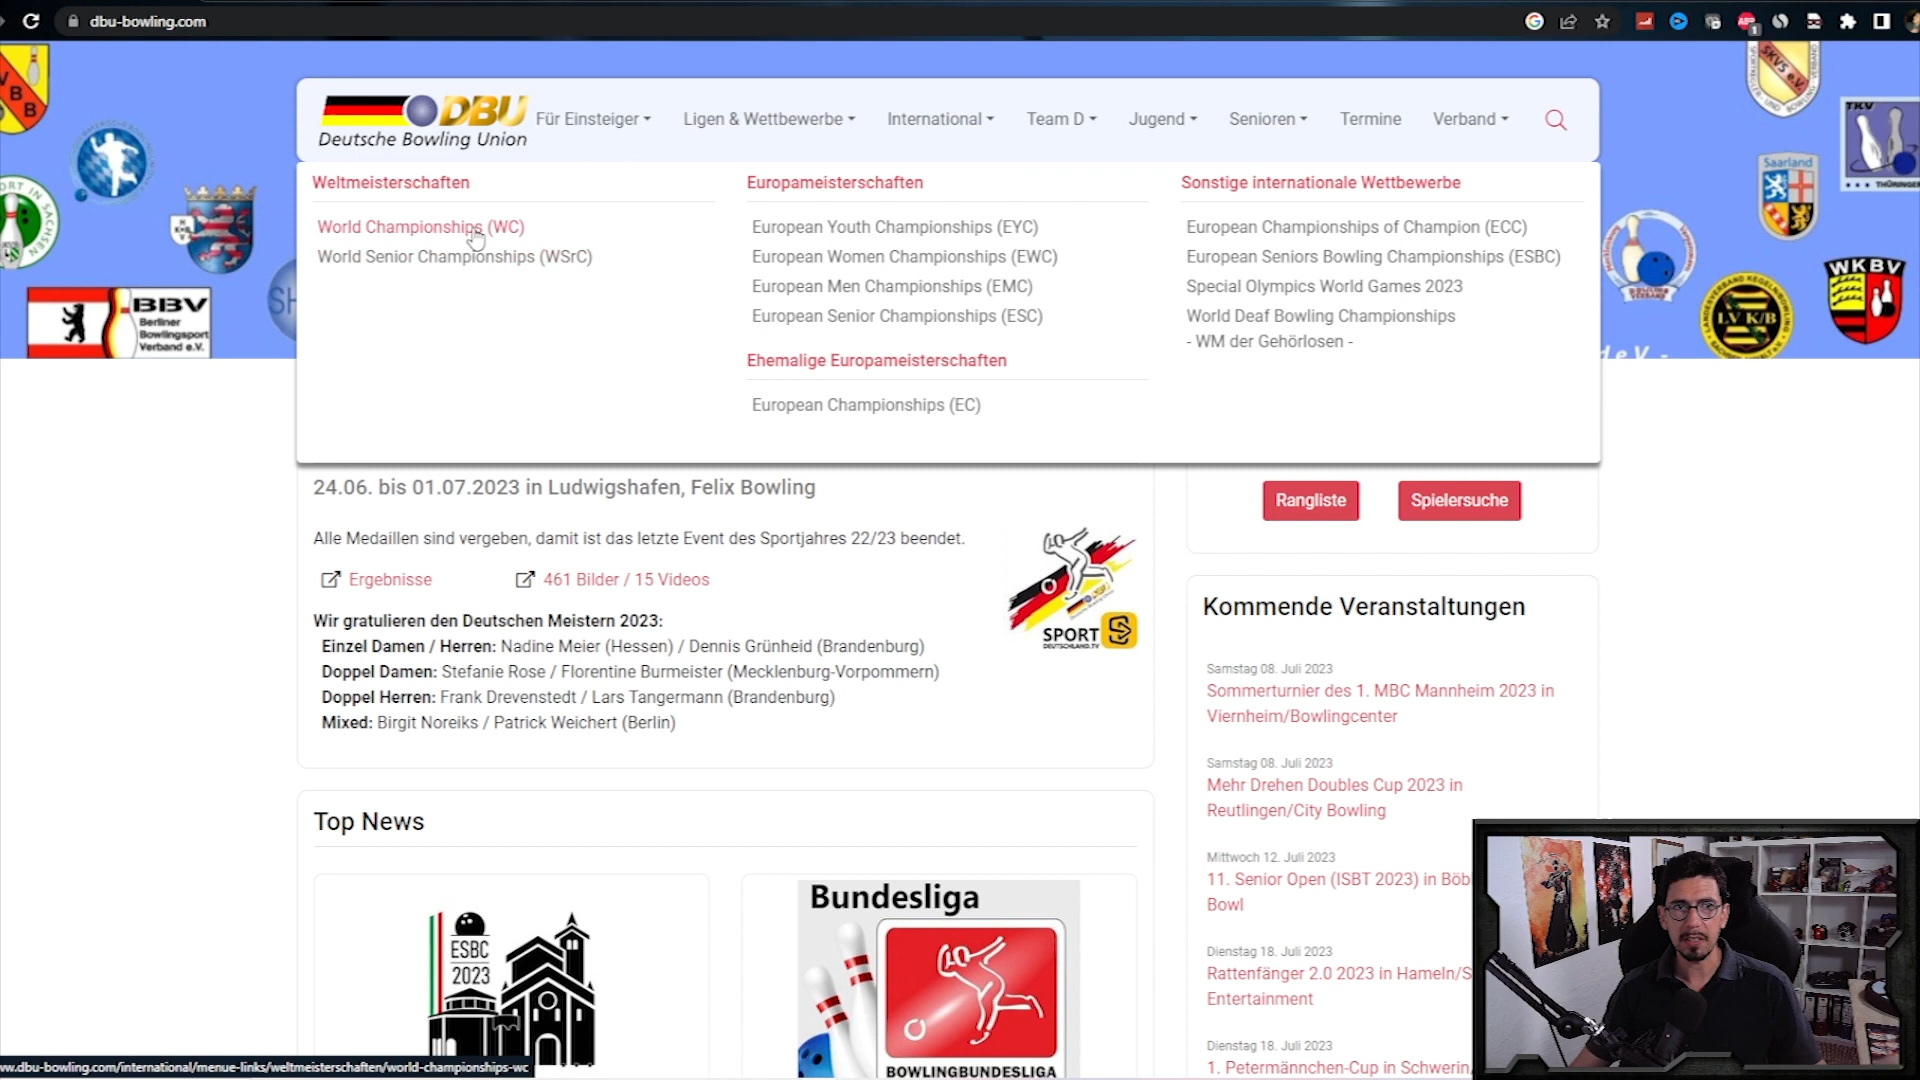 dbu-bowling.com
DBU
Deutsche Bowling Union
Für Einsteiger
Ligen & Wettbewerbe
International
Team D
Jugend
Senioren
Termine
Verband
Weltmeisterschaften
World Championships (WC)
World Senior Championships (WSrC)
Europameisterschaften
European Youth Championships (EYC)
European Women Championships (EWC)
European Men Championships (EMC)
European Senior Championships (ESC)
Ehemalige Europameisterschaften
European Championships (EC)
Sonstige internationale Wettbewerbe
European Championships of Champion (ECC)
European Seniors Bowling Championships (ESBC)
Special Olympics World Games 2023
World Deaf Bowling Championships
- WM der Gehörlosen -
BBV
Berliner
Bowlingsport
Verband e.V.
SKVS e.V.
TKV
Saarland
WKBV
LV K/B
24.06. bis 01.07.2023 in Ludwigshafen, Felix Bowling
Alle Medaillen sind vergeben, damit ist das letzte Event des Sportjahres 22/23 beendet.
Ergebnisse
461 Bilder / 15 Videos
SPORT
DEUTSCHLAND.TV
Wir gratulieren den Deutschen Meistern 2023:
Einzel Damen / Herren: Nadine Meier (Hessen) / Dennis Grünheid (Brandenburg)
Doppel Damen: Stefanie Rose / Florentine Burmeister (Mecklenburg-Vorpommern)
Doppel Herren: Frank Drevenstedt / Lars Tangermann (Brandenburg)
Mixed: Birgit Noreiks / Patrick Weichert (Berlin)
Top News
ESBC
2023
Bundesliga
BOWLINGBUNDESLIGA
Rangliste
Spielersuche
Kommende Veranstaltungen
Samstag 08. Juli 2023
Sommerturnier des 1. MBC Mannheim 2023 in
Viernheim/Bowlingcenter
Samstag 08. Juli 2023
Mehr Drehen Doubles Cup 2023 in
Reutlingen/City Bowling
Mittwoch 12. Juli 2023
11. Senior Open (ISBT 2023) in Böb
Bowl
Dienstag 18. Juli 2023
Rattenfänger 2.0 2023 in Hameln/S
Entertainment
Dienstag 18. Juli 2023
1. Petermännchen-Cup in Schwerin/
ww.dbu-bowling.com/international/menue-links/weltmeisterschaften/world-championships-wc